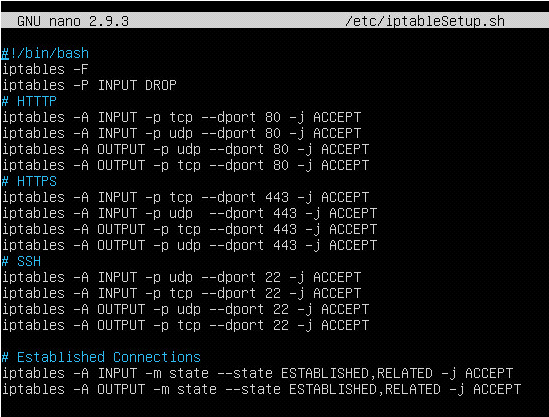 GNU nano 2.9.3 /etc/iptableSetup.sh
#!/bin/bash
iptables -F
iptables -P INPUT DROP
# HTTTP
iptables -A INPUT -p tcp --dport 80 -j ACCEPT
iptables -A INPUT -p udp --dport 80 -j ACCEPT
iptables -A OUTPUT -p udp --dport 80 -j ACCEPT
iptables -A OUTPUT -p tcp --dport 80 -j ACCEPT
# HTTPS
iptables -A INPUT -p tcp --dport 443 -j ACCEPT
iptables -A INPUT -p udp  --dport 443 -j ACCEPT
iptables -A OUTPUT -p tcp --dport 443 -j ACCEPT
iptables -A OUTPUT -p udp --dport 443 -j ACCEPT
# SSH
iptables -A INPUT -p udp --dport 22 -j ACCEPT
iptables -A INPUT -p tcp --dport 22 -j ACCEPT
iptables -A OUTPUT -p udp --dport 22 -j ACCEPT
iptables -A OUTPUT -p tcp --dport 22 -j ACCEPT
# Established Connections
iptables -A INPUT -m state --state ESTABLISHED,RELATED -j ACCEPT
iptables -A OUTPUT -m state --state ESTABLISHED,RELATED -j ACCEPT